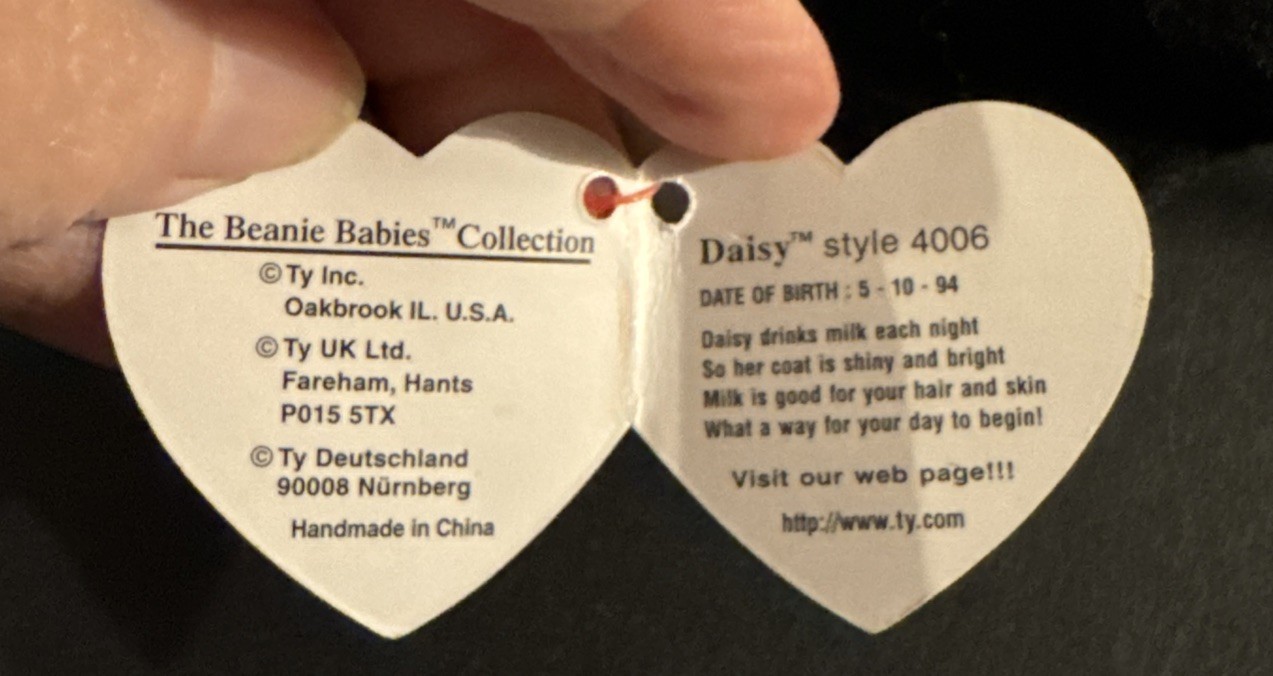 The Beanie Babies™Collection
© Ty Inc.
Oakbrook IL. U.S.A.
© Ty UK Ltd.
Fareham, Hants
P015 5TX
© Ty Deutschland
90008 Nürnberg
Handmade in China
Daisy™ style 4006
DATE OF BIRTH : 5 - 10 - 94
Daisy drinks milk each night
So her coat is shiny and bright
Milk is good for your hair and skin
What a way for your day to begin!
Visit our web page!!!
http://www.ty.com